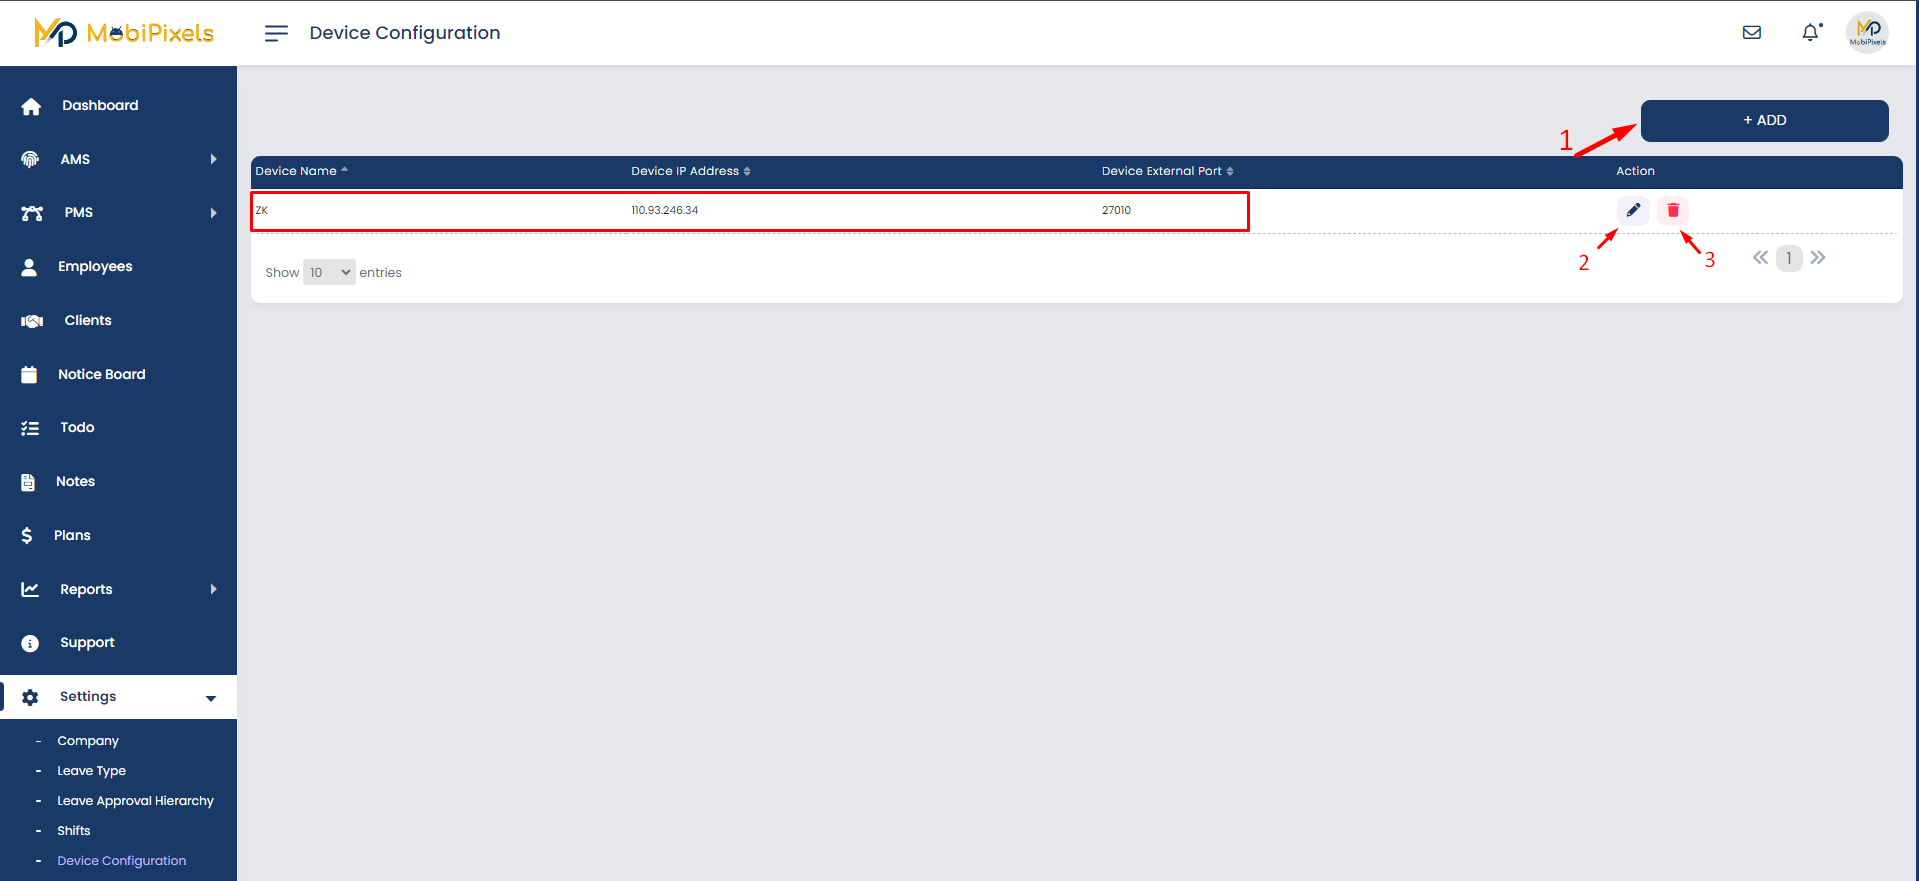 MobiPixels
Device Configuration
MobiPixels
Dashboard
AMS
PMS
Employees
Clients
Notice Board
Todo
Notes
Plans
Reports
Support
Settings
- Company
- Leave Type
- Leave Approval Hierarchy
- Shifts
- Device Configuration
1
+ ADD
Device Name Device IP Address Device External Port Action
ZK 110.93.246.34 27010
2
3
Show 10 entries
« 1 »